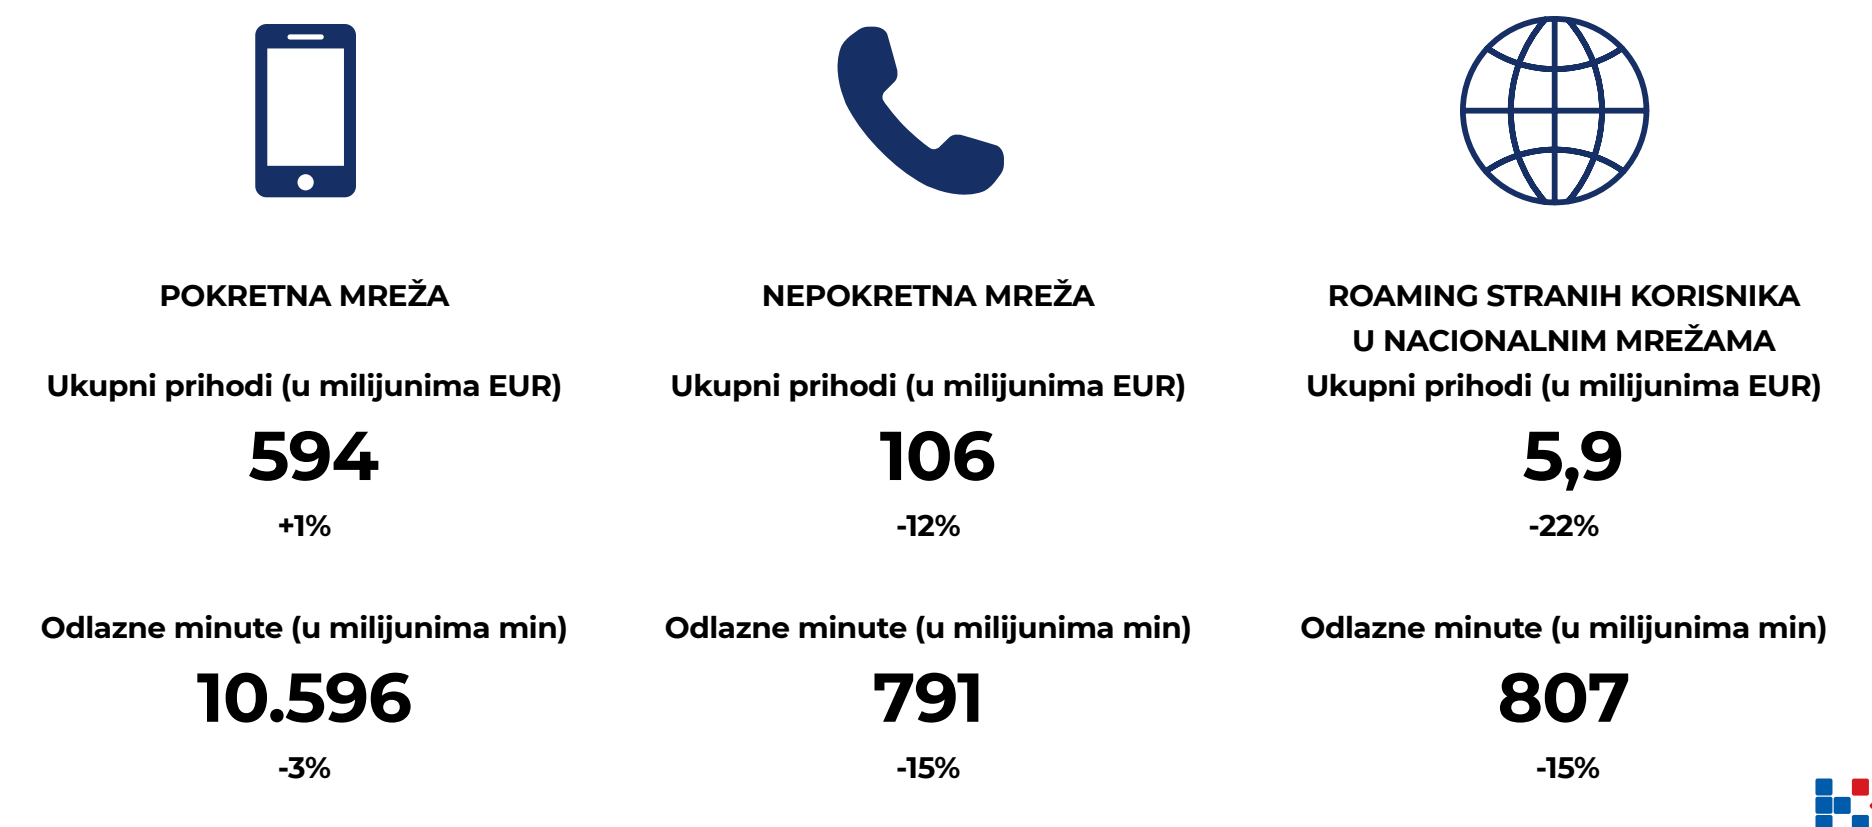 POKRETNA MREŽA
Ukupni prihodi (u milijunima EUR)
594
+1%
Odlazne minute (u milijunima min)
10.596
-3%
NEPOKRETNA MREŽA
Ukupni prihodi (u milijunima EUR)
106
-12%
Odlazne minute (u milijunima min)
791
-15%
ROAMING STRANIH KORISNIKA
U NACIONALNIM MREŽAMA
Ukupni prihodi (u milijunima EUR)
5,9
-22%
Odlazne minute (u milijunima min)
807
-15%